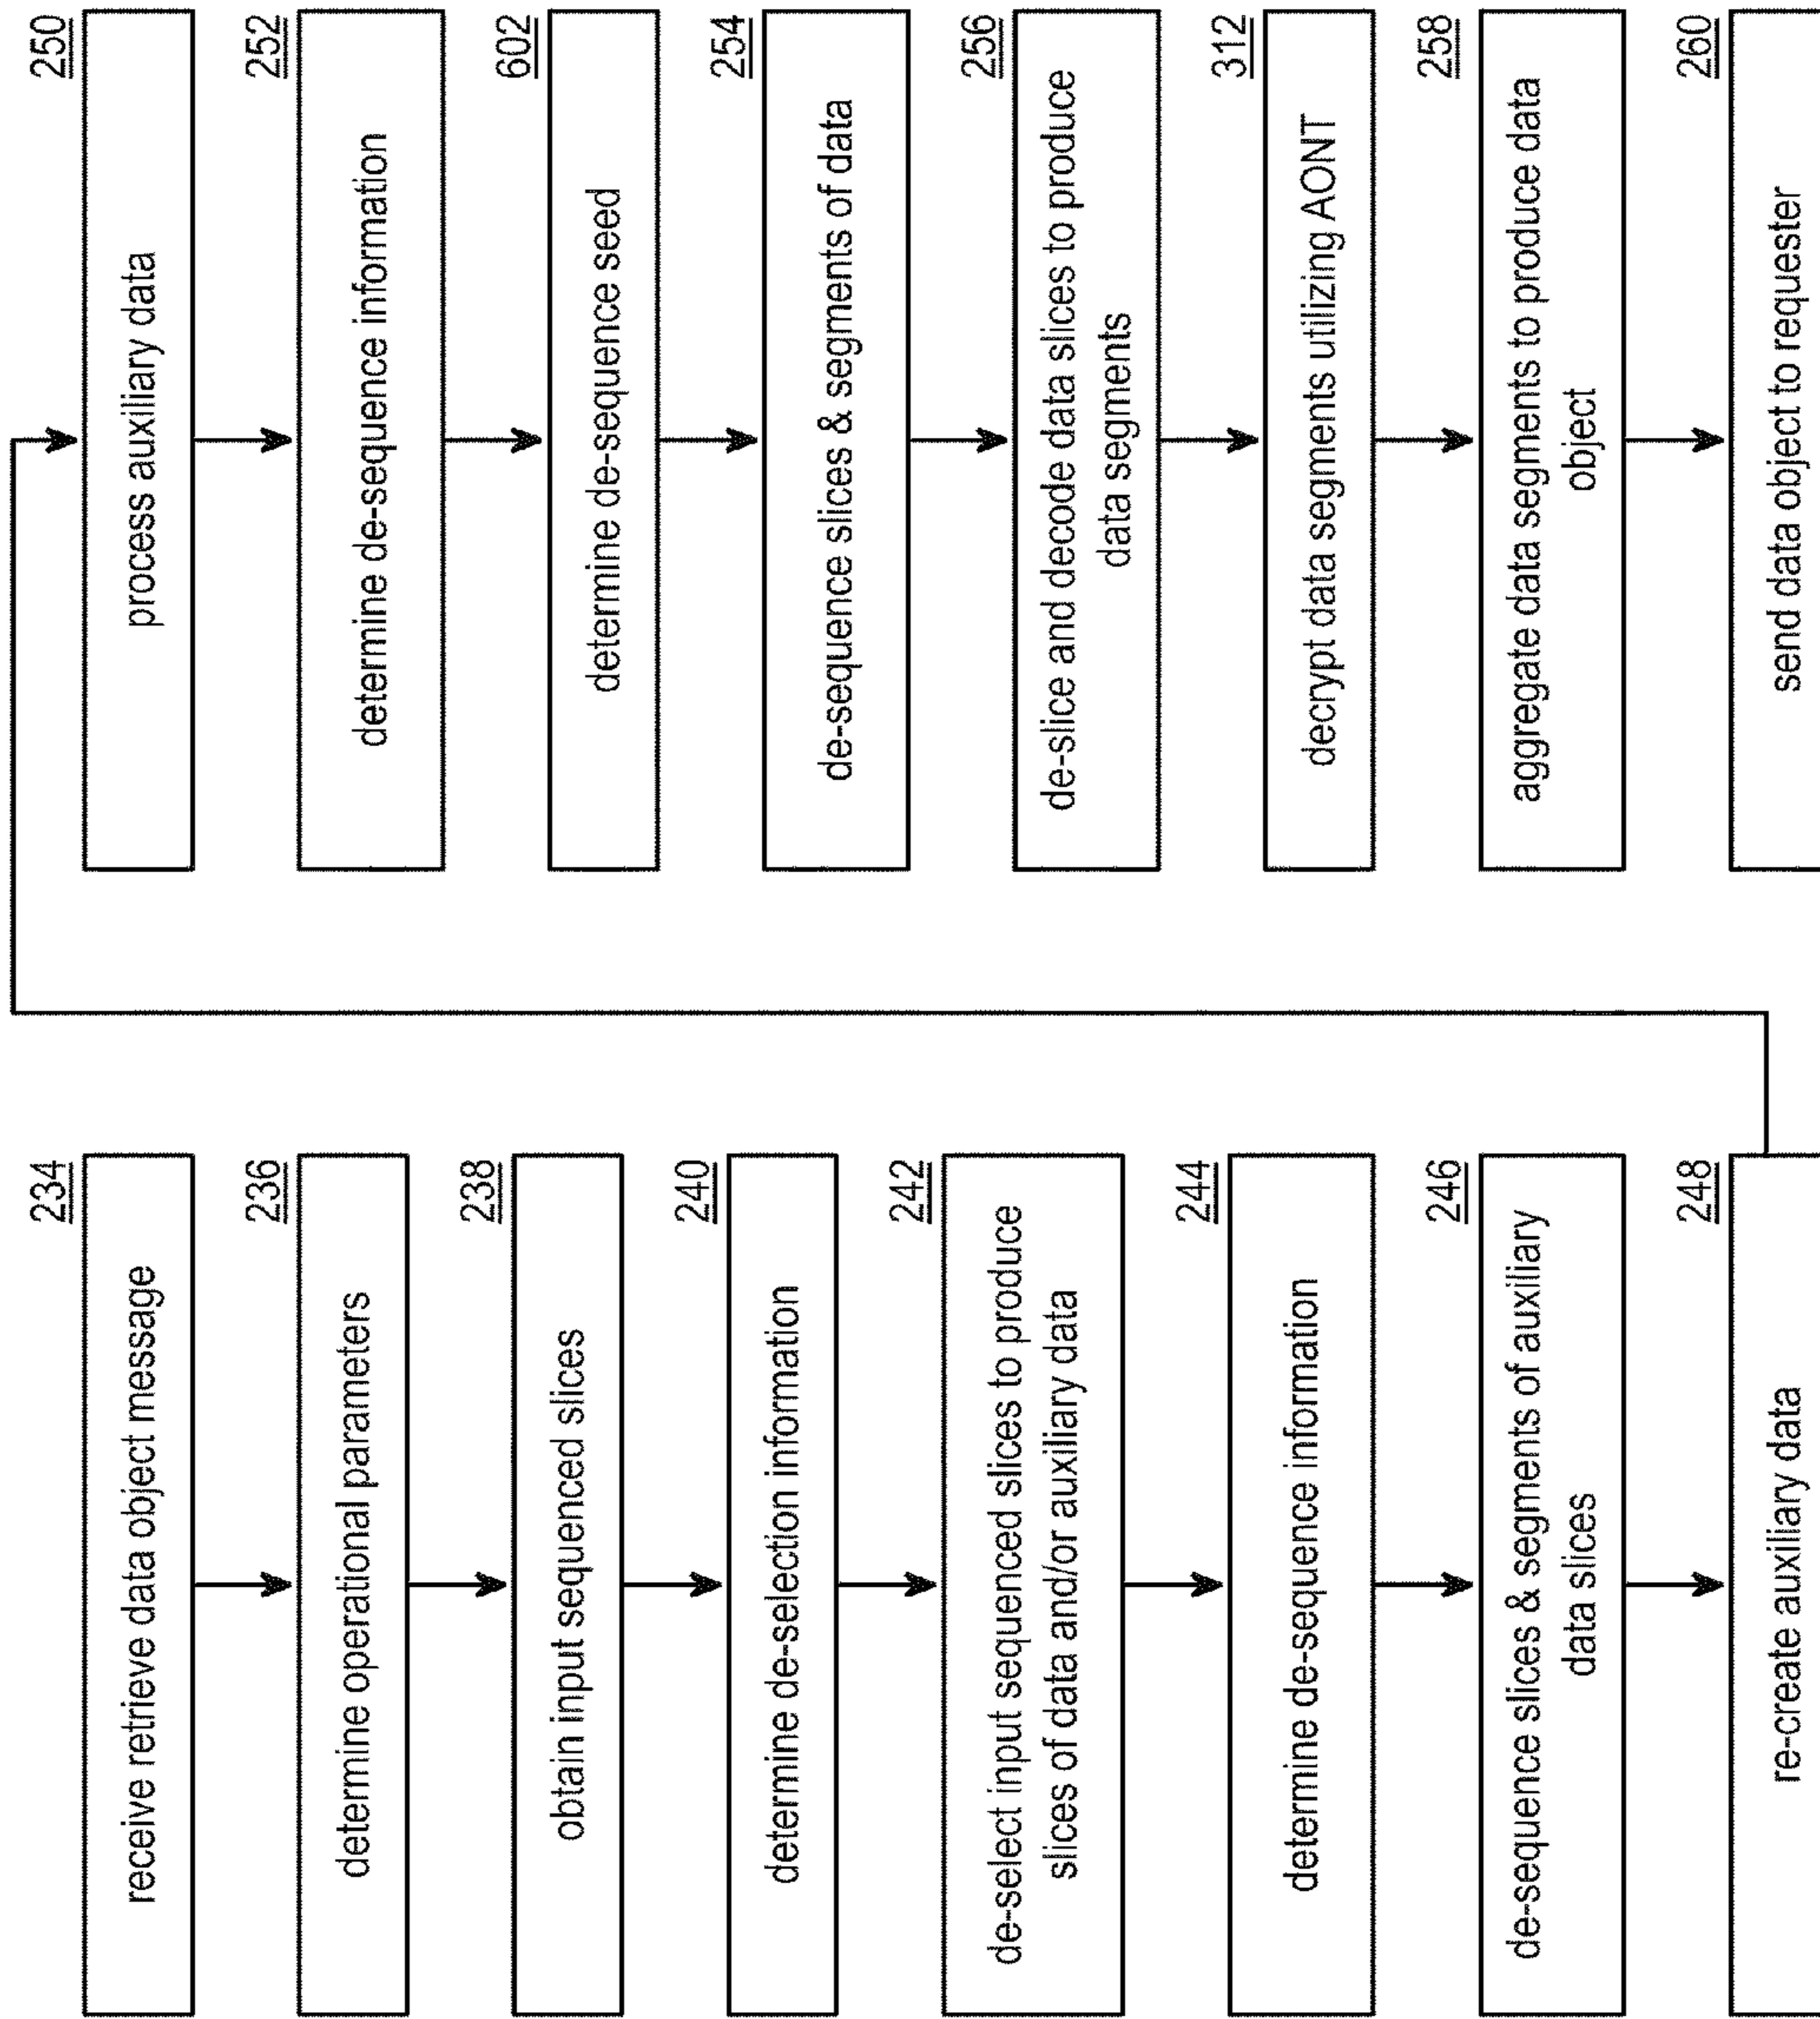 234
receive retrieve data object message
236
determine operational parameters
238
obtain input sequenced slices
240
determine de-selection information
242
de-select input sequenced slices to produce
slices of data and/or auxiliary data
244
determine de-sequence information
246
de-sequence slices & segments of auxiliary
data slices
248
re-create auxiliary data
250
process auxiliary data
252
determine de-sequence information
602
determine de-sequence seed
254
de-sequence slices & segments of data
256
de-slice and decode data slices to produce
data segments
312
decrypt data segments utilizing AONT
258
aggregate data segments to produce data
object
260
send data object to requester